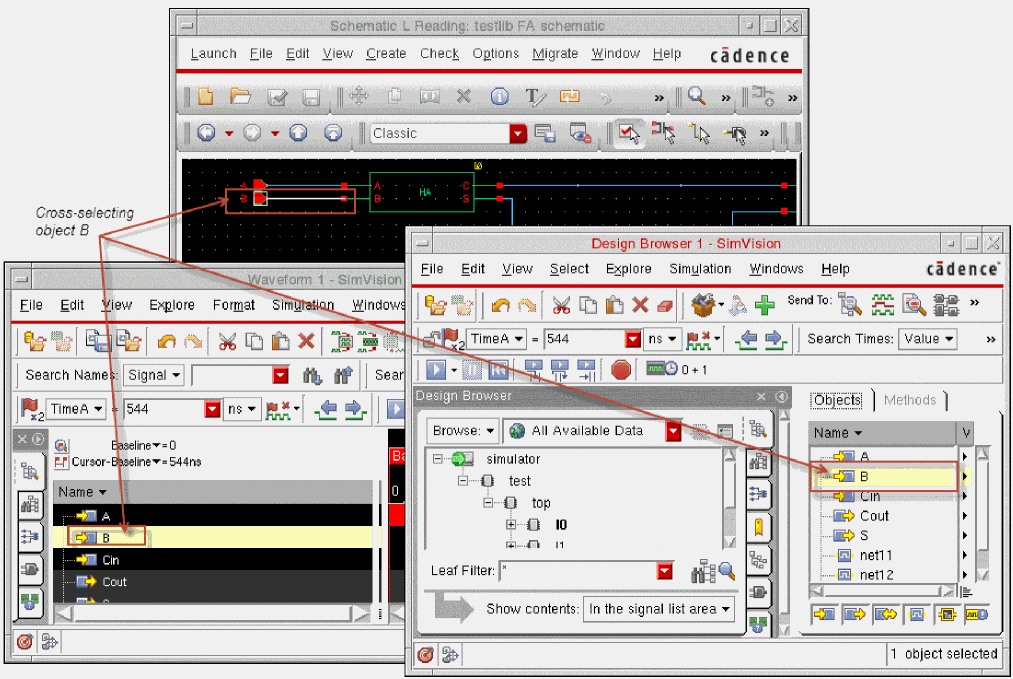 Schematic L Reading: testlib FA schematic
Launch File Edit View Create Check Options Migrate Window Help cādence
» » »
Classic »
A A C
B HA B S
Cross-selecting
object B
Waveform 1 - SimVision
File Edit View Explore Format Simulation Windows
Search Names: Signal Sear
x2 TimeA = 544 ns
Baseline = 0
Cursor-Baseline = 544ns
Name
Ba
0
A
B
Cin
Cout
Design Browser 1 - SimVision
File Edit View Select Explore Simulation Windows Help cādence
Send To: »
x2 TimeA = 544 ns Search Times: Value »
0 + 1
Design Browser
Browse: All Available Data
simulator
test
top
I0
I1
Leaf Filter: *
Show contents: In the signal list area
Objects Methods
Name V
A
B
Cin
Cout
S
net11
net12
1 object selected